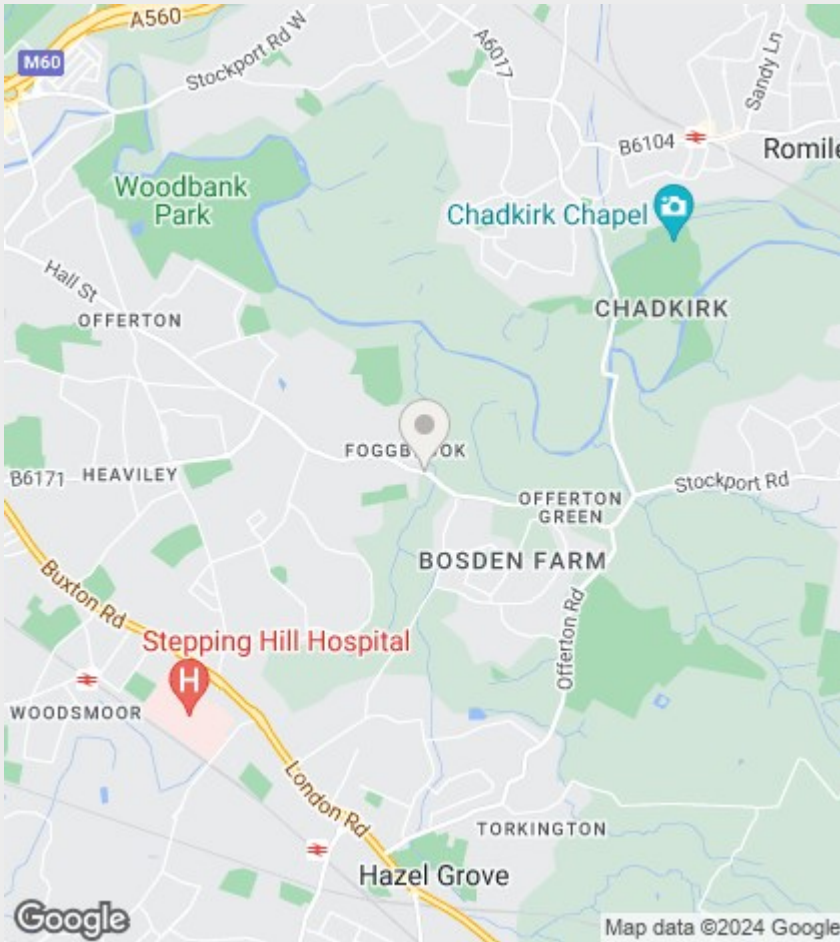 A560
M60
Stockport Rd W
A6017
Sandy Ln
B6104
Romile
Woodbank
Park
Chadkirk Chapel
Hall St
OFFERTON
CHADKIRK
B6171
HEAVILEY
FOGGB OOK
Stockport Rd
OFFERTON
GREEN
BOSDEN FARM
Buxton Rd
Offerton Rd
Stepping Hill Hospital
H
WOODSMOOR
London Rd
TORKINGTON
Hazel Grove
Google
Map data ©2024 Google